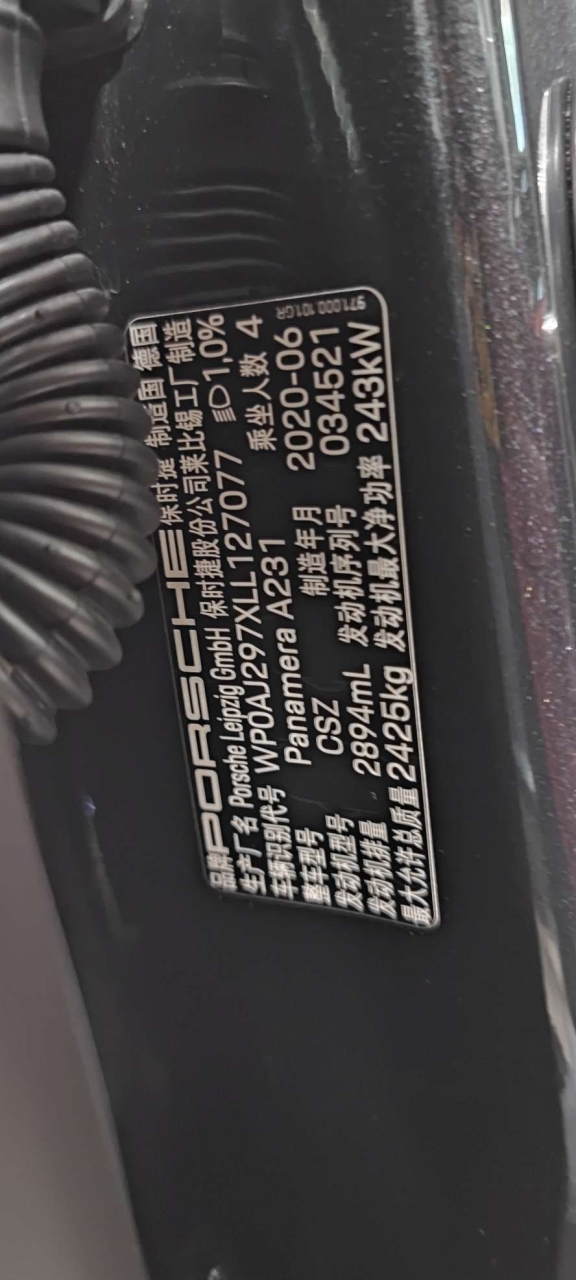 971.000.101GR
品牌 PORSCHE 保时捷 制造国 德国
生产厂名 Porsche Leipzig GmbH 保时捷股份公司莱比锡工厂制造
车辆识别代号 WP0AJ297XLL127077 1,0%
整车型号 Panamera A231 乘坐人数 4
发动机型号 CSZ 制造年月 2020-06
发动机排量 2894mL 发动机序列号 034521
最大允许总质量 2425kg 发动机最大净功率 243kW